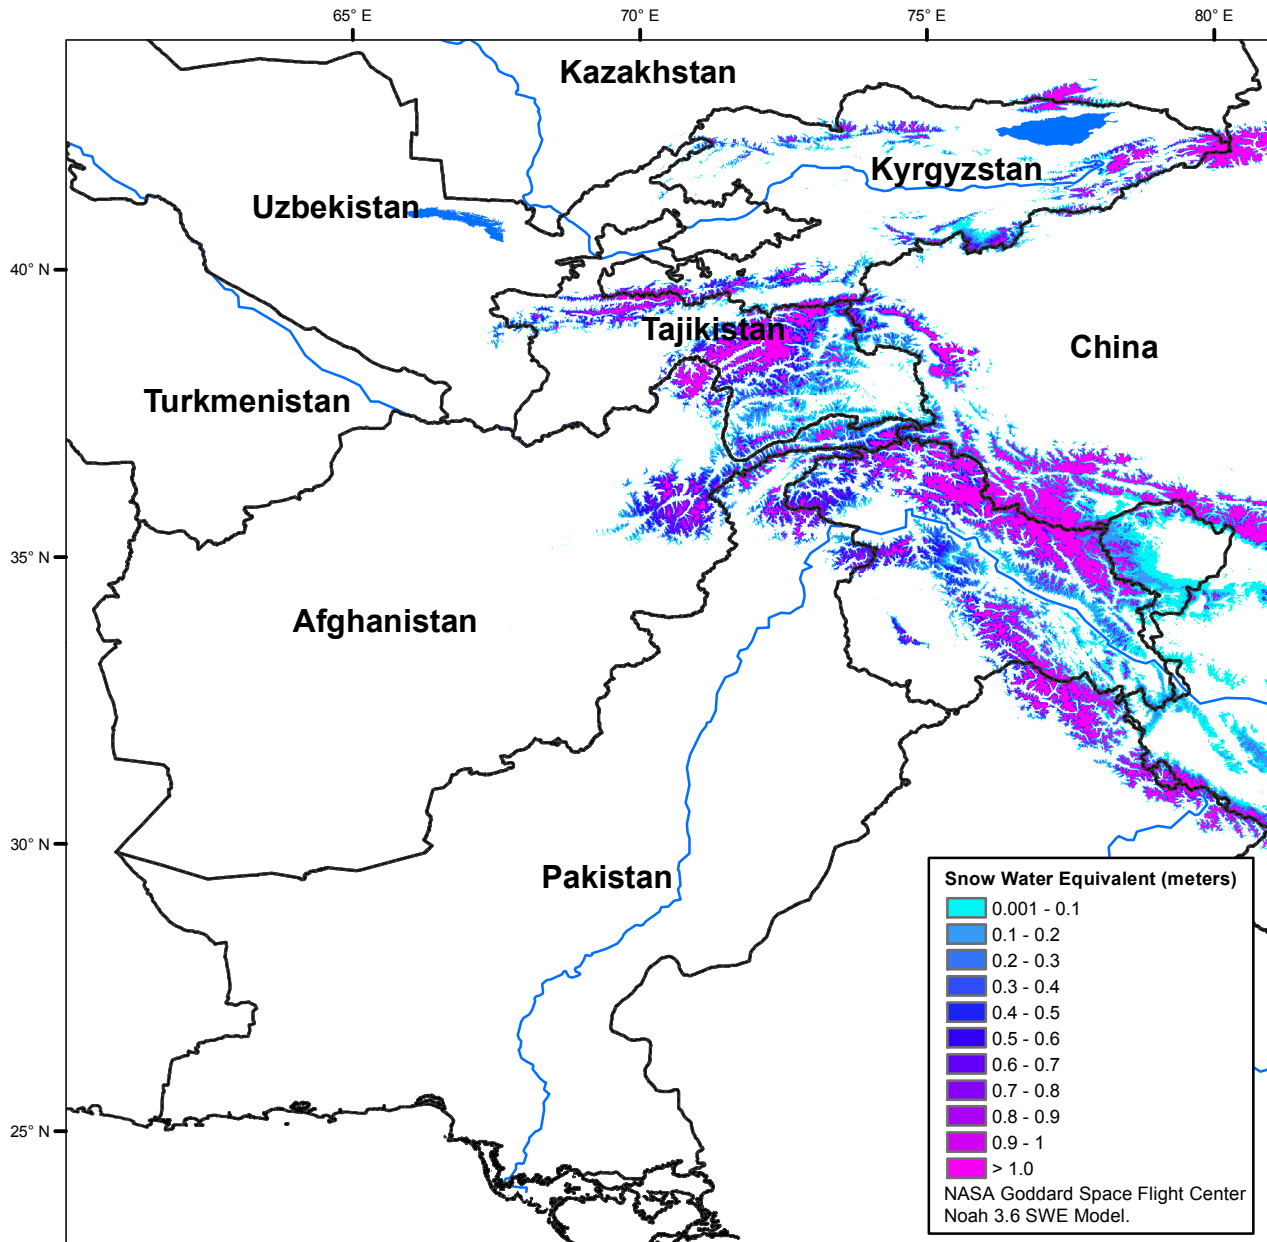 65° E
70° E
75° E
80° E
Kazakhstan
Kyrgyzstan
Uzbekistan
40° N
Tajikistan
China
Turkmenistan
35° N
Afghanistan
30° N
Pakistan
25° N
Snow Water Equivalent (meters)
0.001 - 0.1
0.1 - 0.2
0.2 - 0.3
0.3 - 0.4
0.4 - 0.5
0.5 - 0.6
0.6 - 0.7
0.7 - 0.8
0.8 - 0.9
0.9 - 1
> 1.0
NASA Goddard Space Flight Center
Noah 3.6 SWE Model.